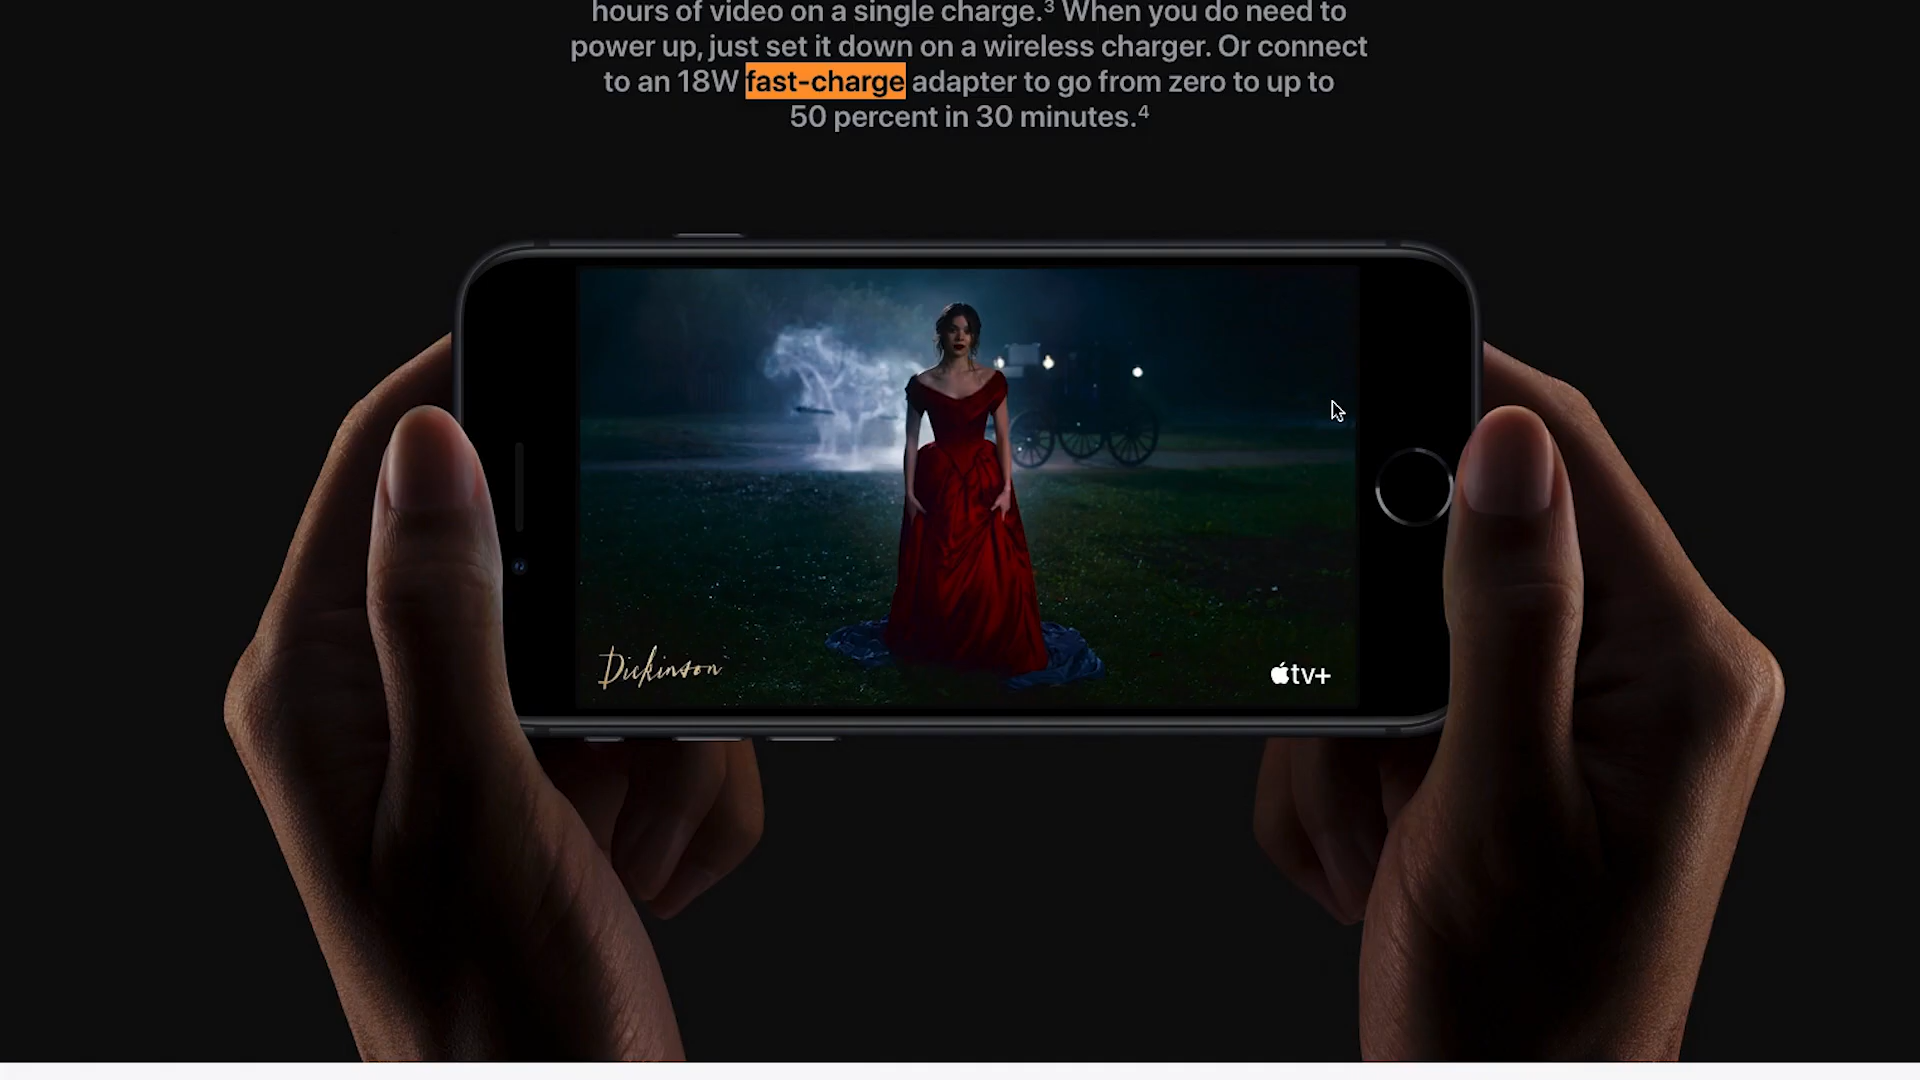 hours of video on a single charge.³ When you do need to
power up, just set it down on a wireless charger. Or connect
to an 18W fast-charge adapter to go from zero to up to
50 percent in 30 minutes.⁴
Dickinson
tv+